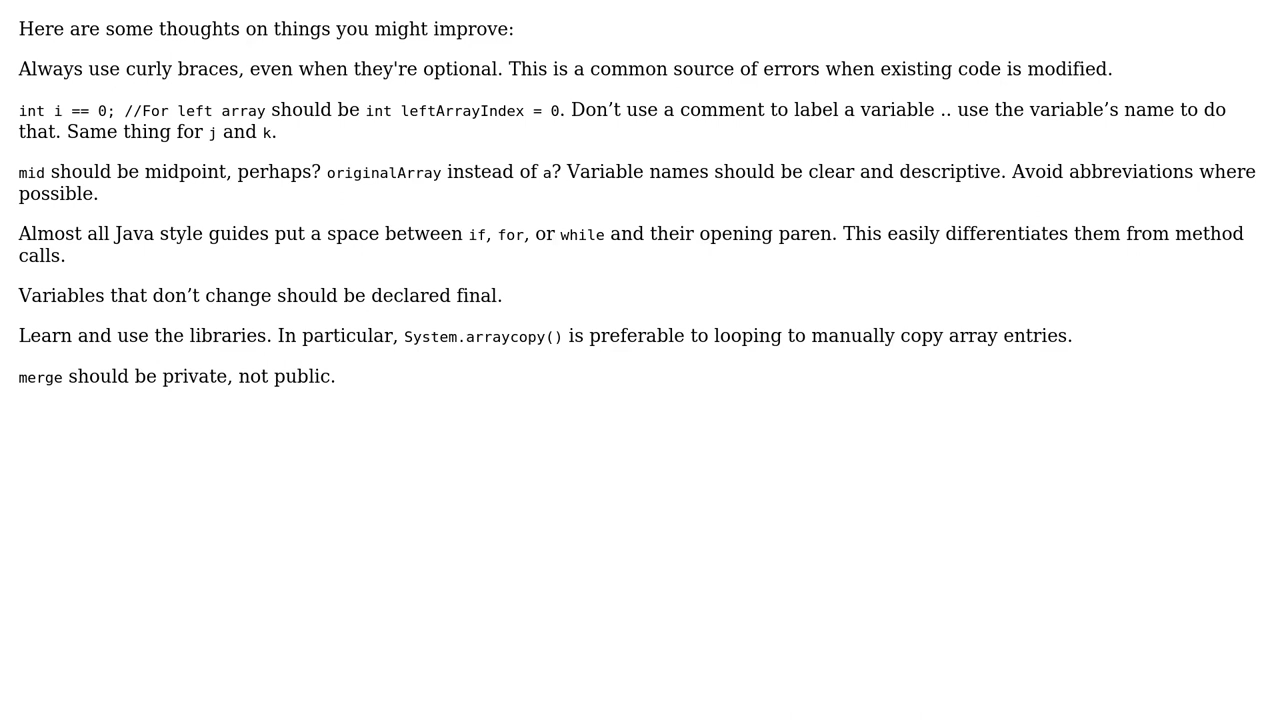 Here are some thoughts on things you might improve:
Always use curly braces, even when they're optional. This is a common source of errors when existing code is modified.
int i == 0; //For left array should be int leftArrayIndex = 0. Don’t use a comment to label a variable .. use the variable’s name to do
that. Same thing for j and k.
mid should be midpoint, perhaps? originalArray instead of a? Variable names should be clear and descriptive. Avoid abbreviations where
possible.
Almost all Java style guides put a space between if, for, or while and their opening paren. This easily differentiates them from method
calls.
Variables that don’t change should be declared final.
Learn and use the libraries. In particular, System.arraycopy() is preferable to looping to manually copy array entries.
merge should be private, not public.